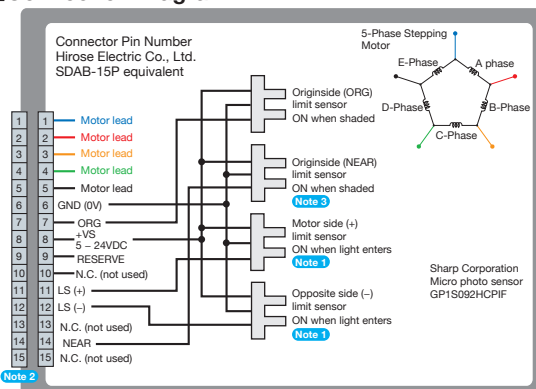 Connector Pin Number
Hirose Electric Co., Ltd.
SDAB-15P equivalent
5-Phase Stepping
Motor
E-Phase
A phase
D-Phase
B-Phase
C-Phase
1 1 Motor lead
2 2 Motor lead
3 3 Motor lead
4 4 Motor lead
5 5 Motor lead
6 6 GND (0V)
7 7 ORG
8 8 +VS
5 – 24VDC
9 9 RESERVE
10 10 N.C. (not used)
11 11 LS (+)
12 12 LS (–)
13 13 N.C. (not used)
14 14 NEAR
15 15 N.C. (not used)
Note 2
Originside (ORG)
limit sensor
ON when shaded
Originside (NEAR)
limit sensor
ON when shaded
Note 3
Motor side (+)
limit sensor
ON when light enters
Note 1
Opposite side (–)
limit sensor
ON when light enters
Note 1
Sharp Corporation
Micro photo sensor
GP1S092HCPIF